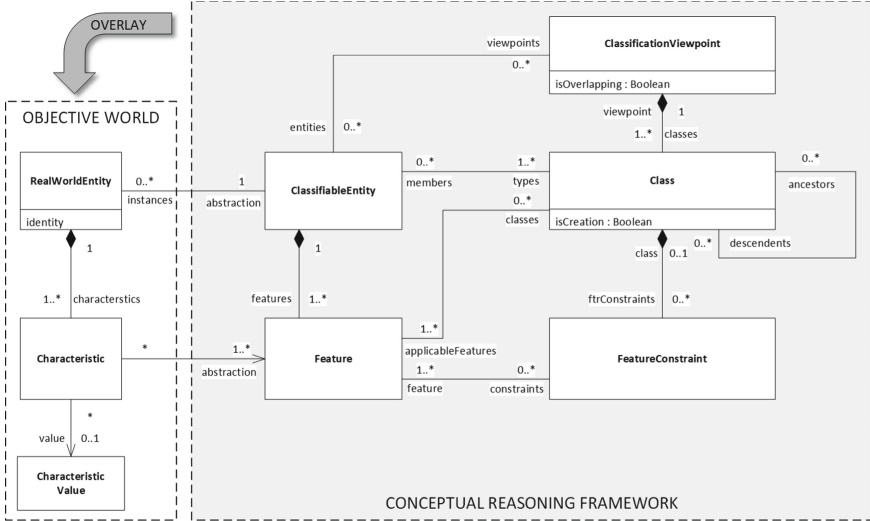 OVERLAY
OBJECTIVE WORLD
RealWorldEntity
identity
0..*
instances
1
abstraction
1
1..*
characterstics
Characteristic
*
1..*
abstraction
*
value
0..1
Characteristic
Value
viewpoints
0..*
entities
0..*
ClassificationViewpoint
isOverlapping : Boolean
viewpoint
1
1..*
classes
ClassifiableEntity
0..*
members
1..*
types
0..*
classes
Class
isCreation : Boolean
0..*
ancestors
0..*
descendents
class
0..1
1
features
1..*
ftrConstraints
0..*
Feature
1..*
applicableFeatures
1..*
feature
0..*
constraints
FeatureConstraint
CONCEPTUAL REASONING FRAMEWORK